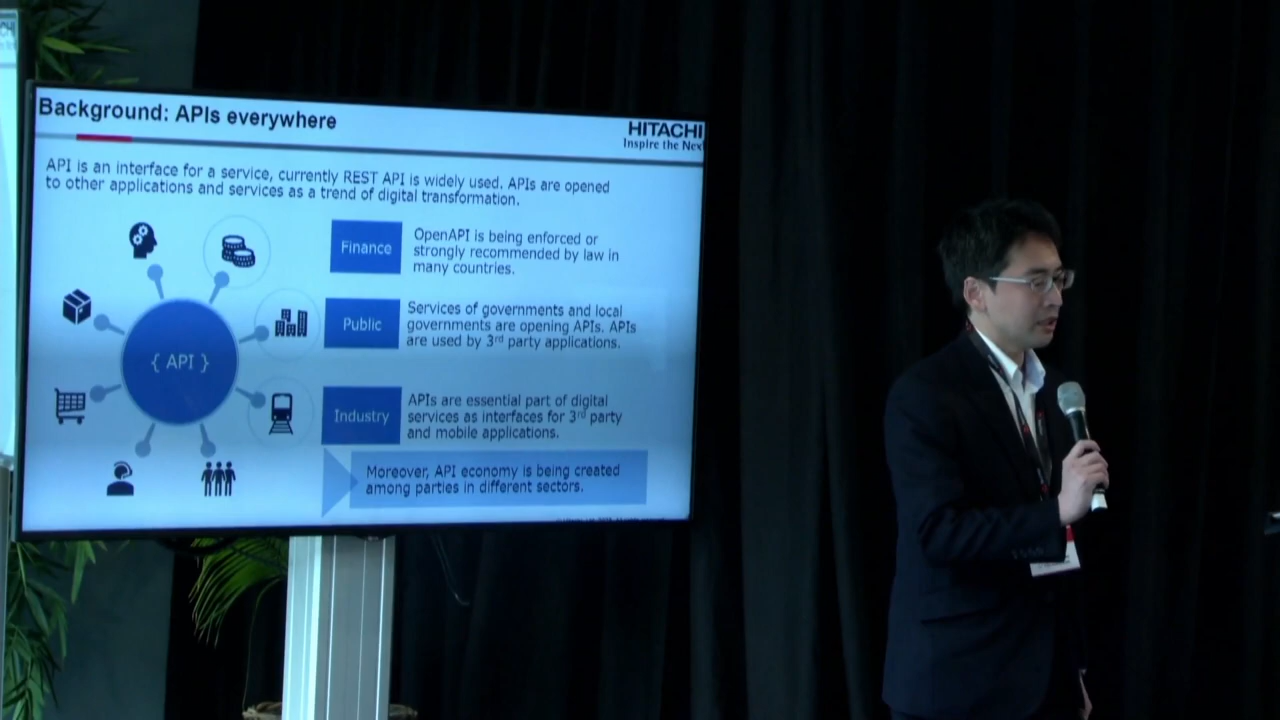 Background: APIs everywhere
HITACHI
Inspire the Nex
API is an interface for a service, currently REST API is widely used. APIs are opened
to other applications and services as a trend of digital transformation.
Finance
OpenAPI is being enforced or
strongly recommended by law in
many countries.
Public
Services of governments and local
governments are opening APIs. APIs
are used by 3rd party applications.
{ API }
Industry
APIs are essential part of digital
services as interfaces for 3rd party
and mobile applications.
Moreover, API economy is being created
among parties in different sectors.